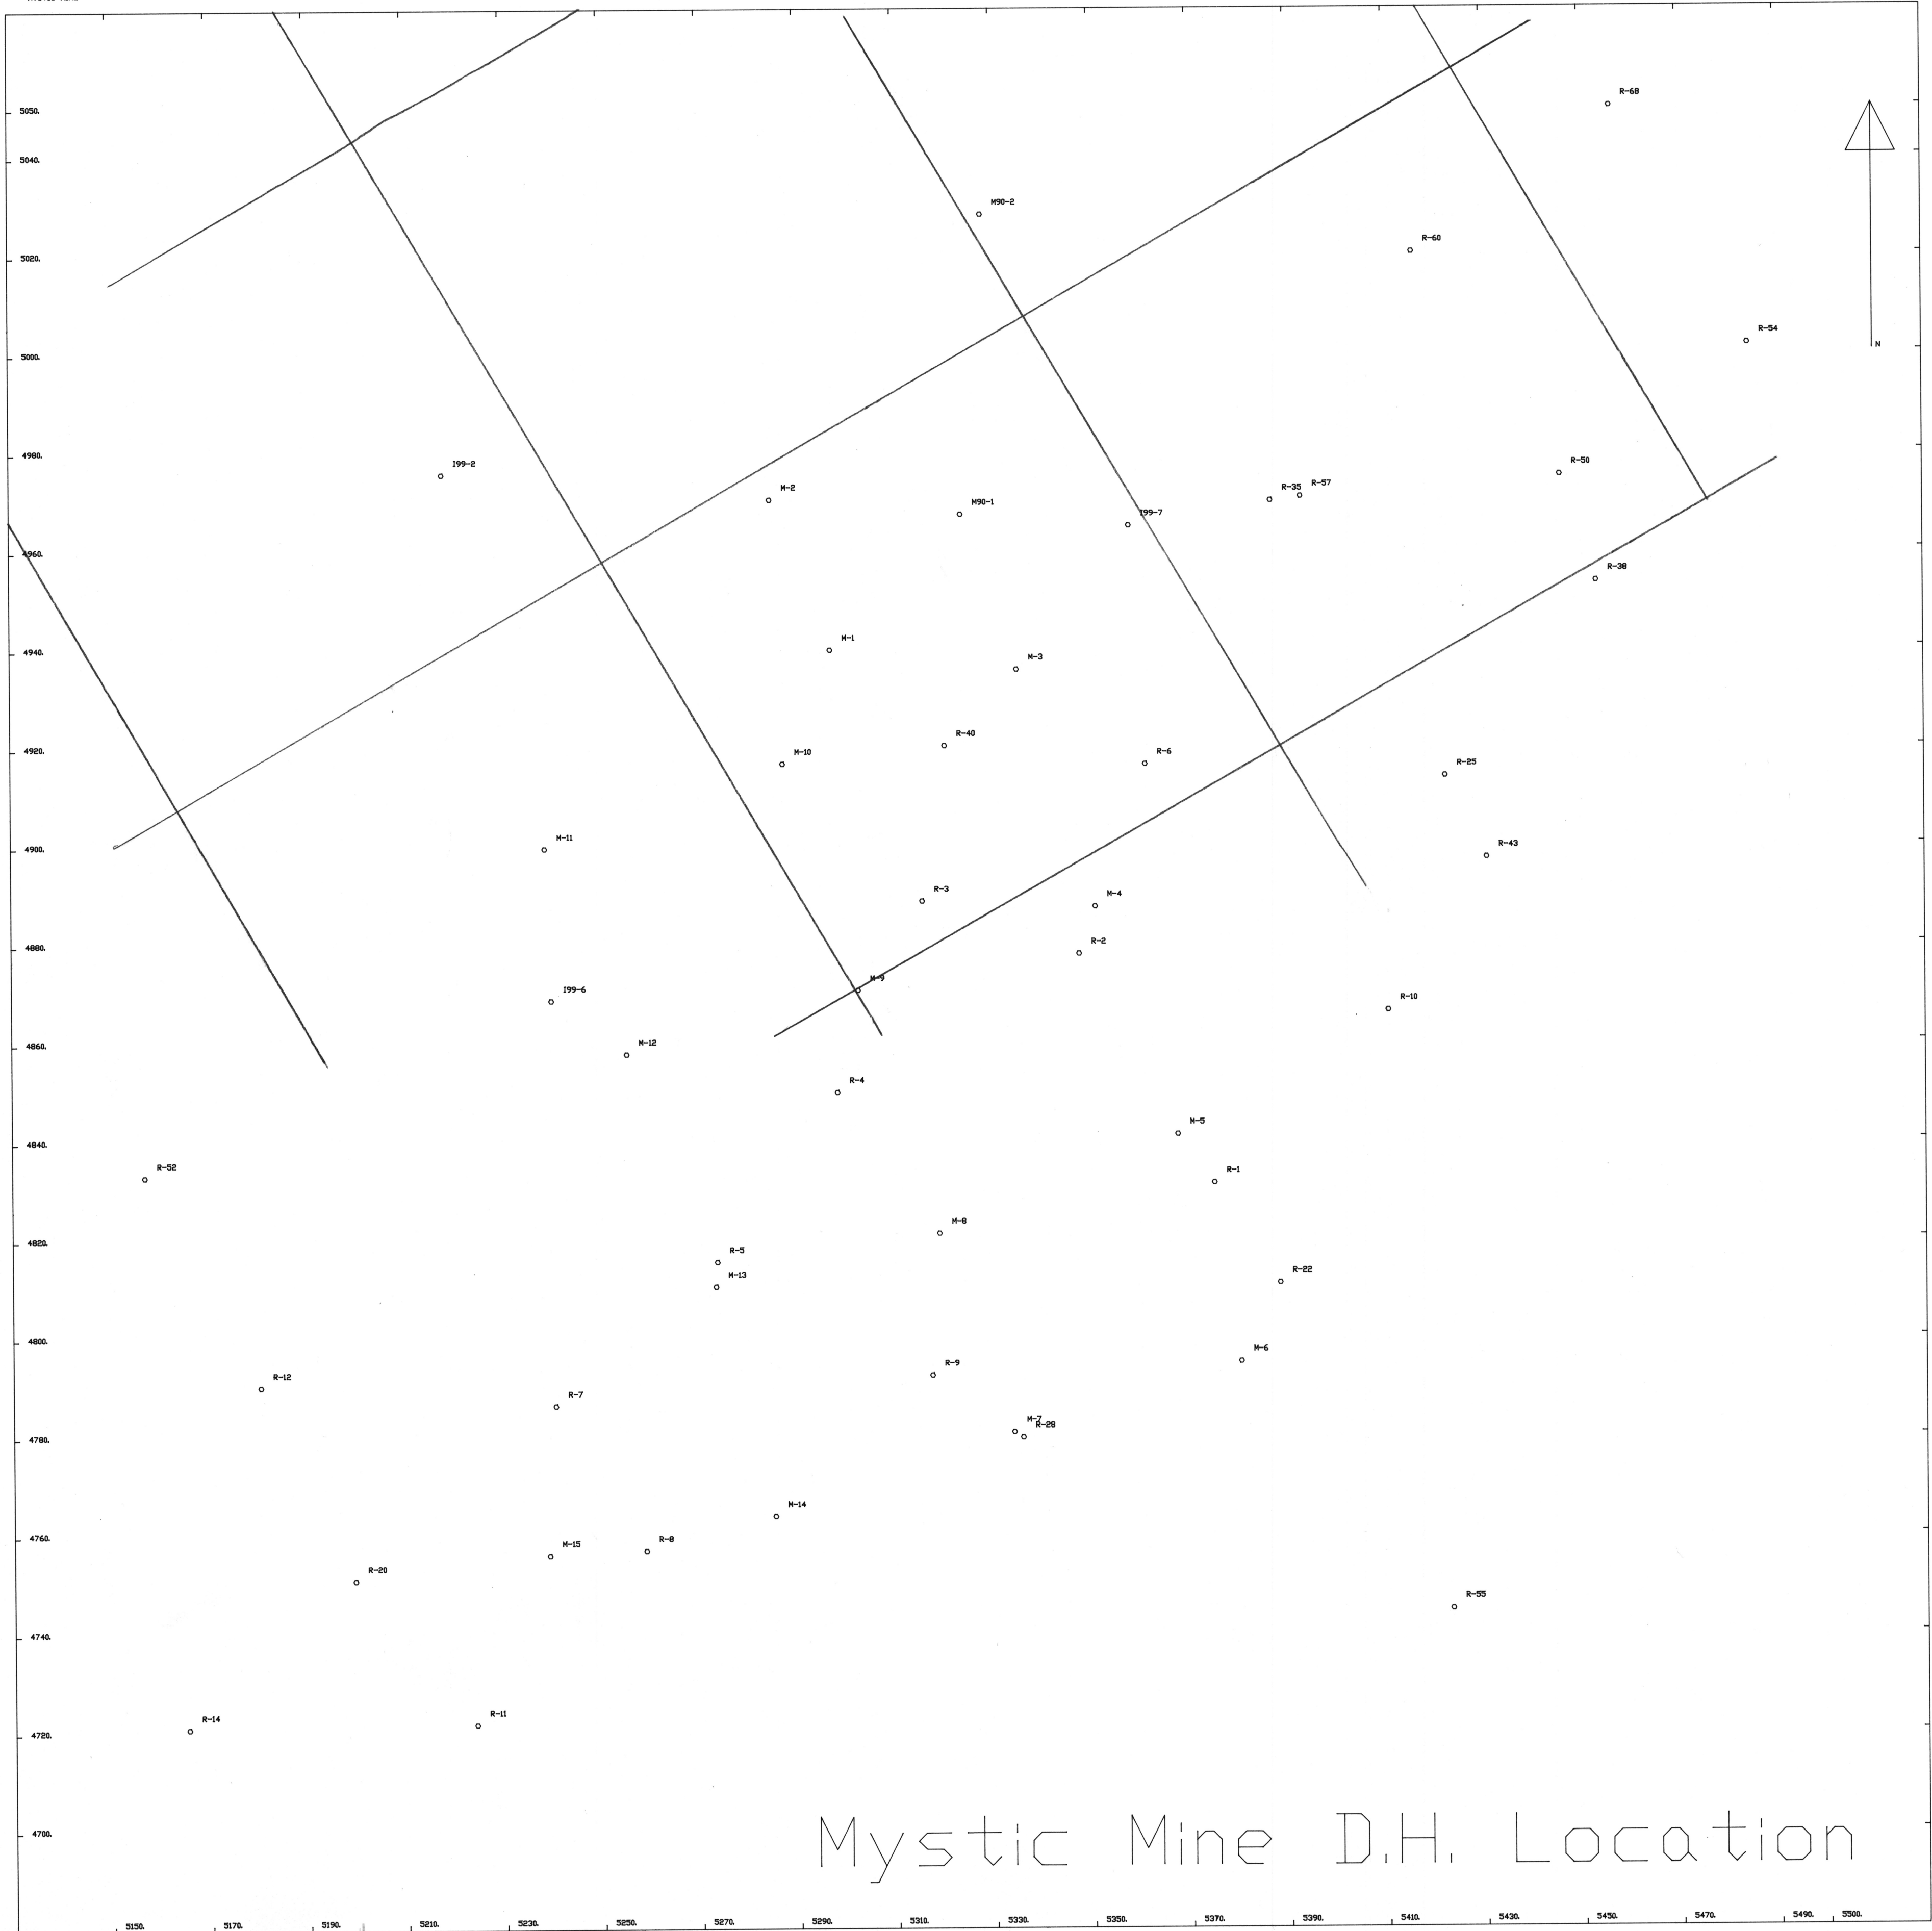 5050.
R-68
5040.
M90-2
R-60
5020.
R-54
N
5000.
4980.
I99-2
R-50
M-2
R-35
R-57
M90-1
I99-7
4960.
R-38
M-1
4940.
M-3
R-40
4920.
M-10
R-6
R-25
4900.
M-11
R-43
R-3
M-4
4880.
R-2
M-9
I99-6
R-10
4860.
M-12
R-4
M-5
4840.
R-52
R-1
M-8
4820.
R-5
M-13
R-22
4800.
M-6
R-9
R-12
R-7
M-7
R-28
4780.
M-14
4760.
M-15
R-8
R-20
R-55
4740.
R-14
R-11
4720.
4700.
Mystic Mine D.H. Location
5150. 5170. 5190. 5210. 5230. 5250. 5270. 5290. 5310. 5330. 5350. 5370. 5390. 5410. 5430. 5450. 5470. 5490. 5500.